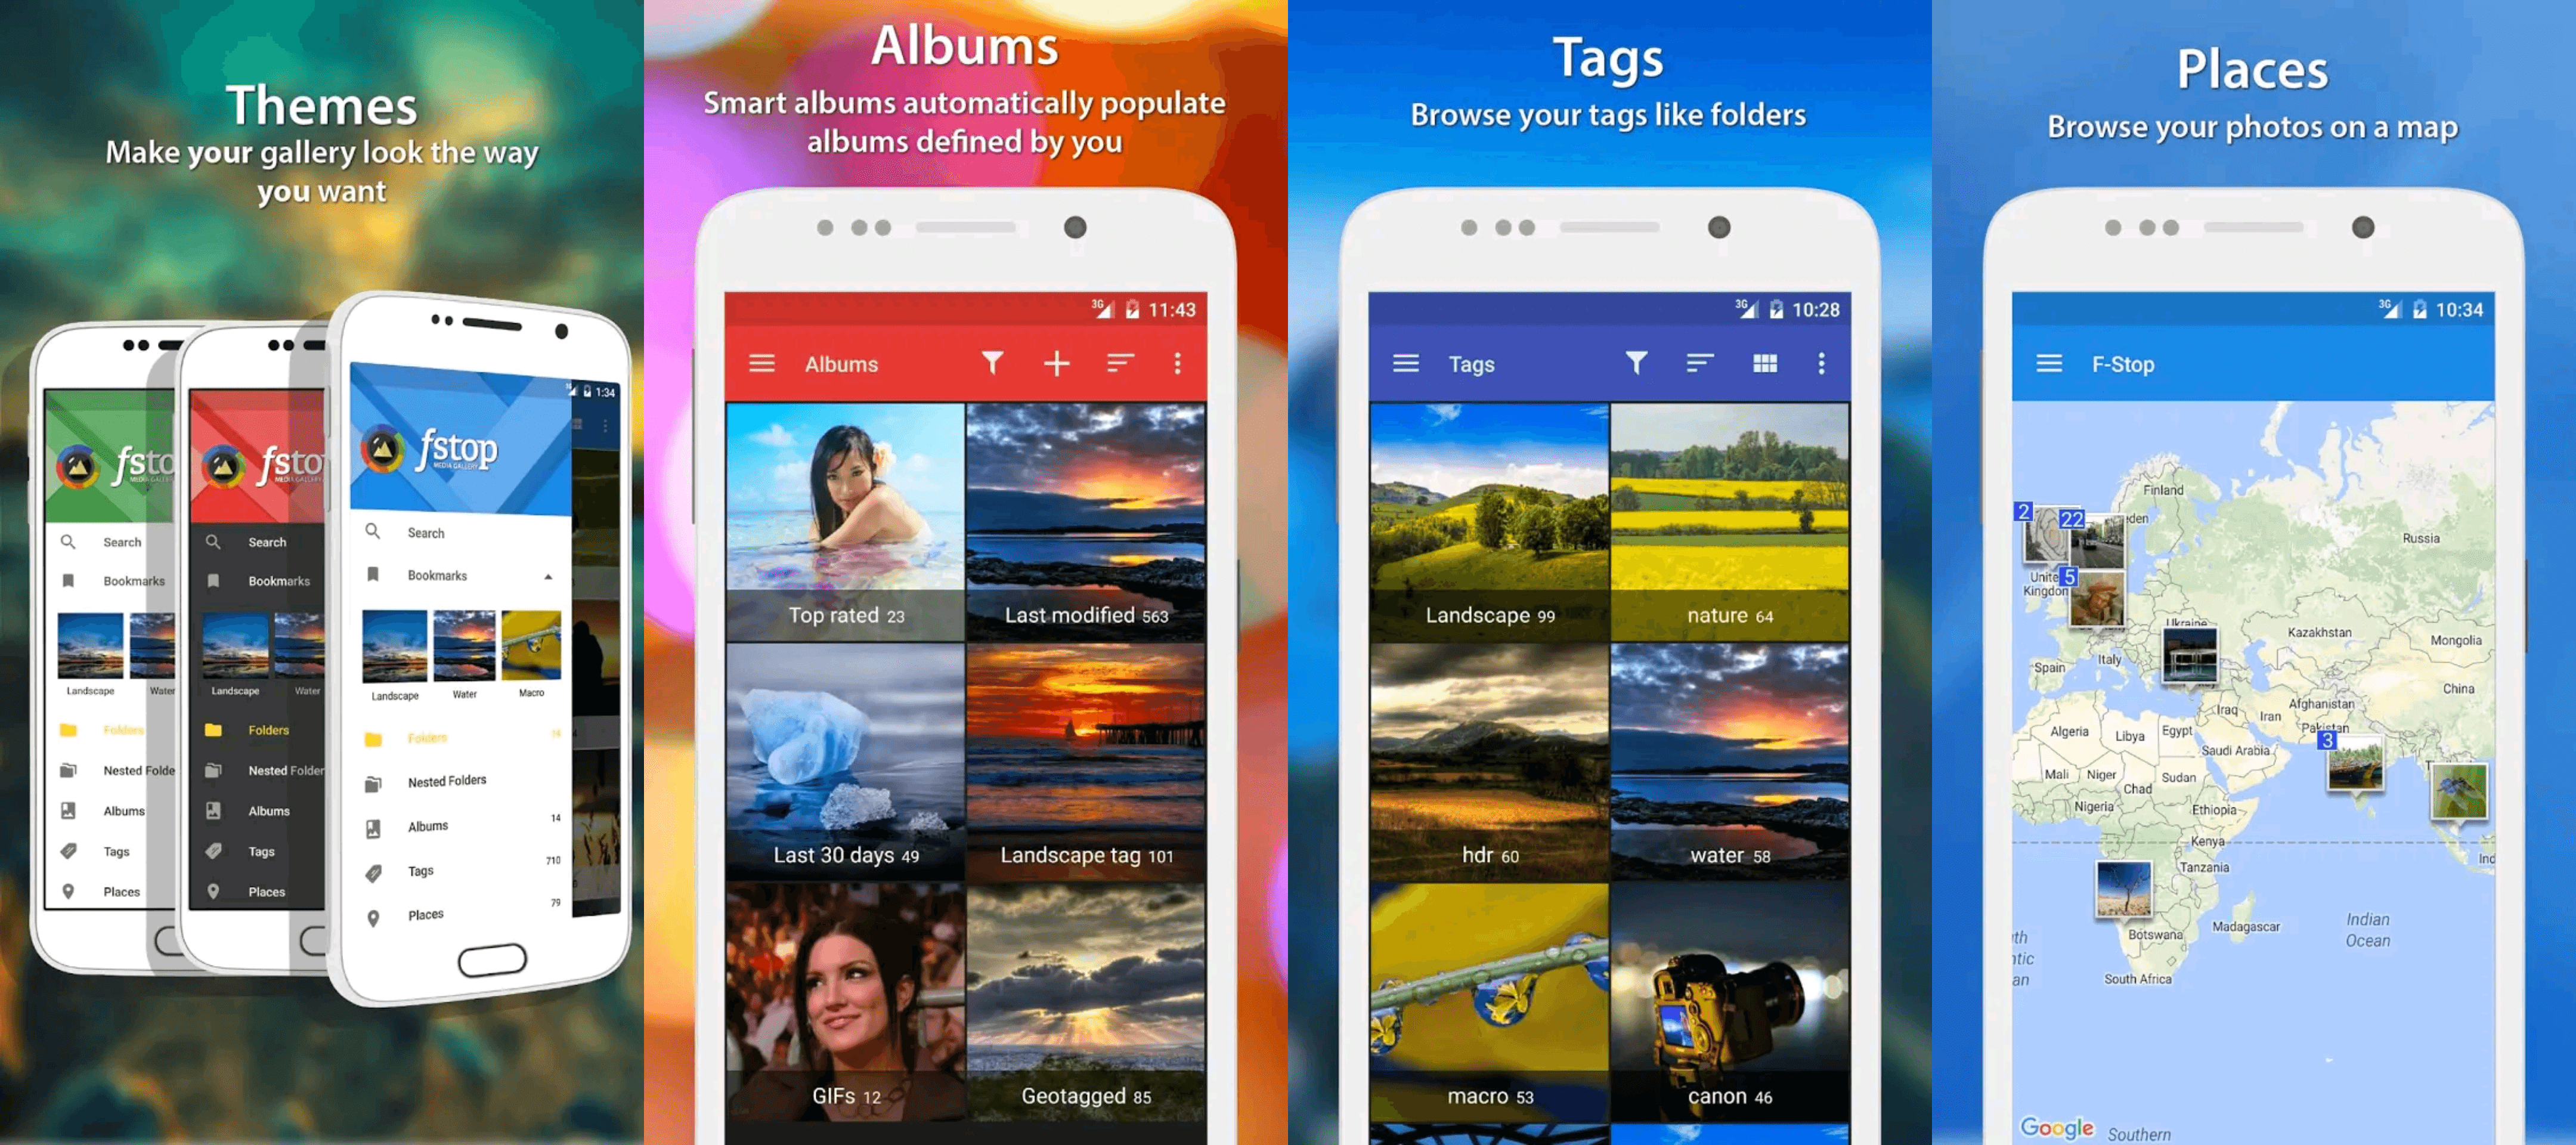 Themes
Make your gallery look the way
you want
fsto
MEDIA GALLE
Search
Bookmarks
Landscape
Water
Folders
Nested Folde
Albums
Tags
Places
fsto
MEDIA GALLERY
Search
Bookmarks
Landscape
Water
Folders
Nested Folder
Albums
Tags
Places
1:34
fstop
MEDIA GALLERY
Search
Bookmarks
Landscape
Water
Macro
Folders
Nested Folders
Albums 14
Tags 710
Places 79
Albums
Smart albums automatically populate
albums defined by you
3G 11:43
Albums
Top rated 23
Last modified 563
Last 30 days 49
Landscape tag 101
GIFs 12
Geotagged 85
Tags
Browse your tags like folders
3G 10:28
Tags
Landscape 99
nature 64
hdr 60
water 58
macro 53
canon 46
Places
Browse your photos on a map
3G 10:34
F-Stop
Finland
2
22
eden
Russia
Unite
5
Kingdon
Ukraine
Kazakhstan
Mongolia
Italy
Spain
China
Afghanistan
Iraq
Iran
Pakistan
Algeria
Libya
Egypt
3
Saudi Arabia
Mali
Niger
Sudan
Chad
Nigeria
Ethiopia
Kenya
Ind
Tanzania
Indian
Ocean
Madagascar
Botswana
th
ntic
an
South Africa
Google
Southern